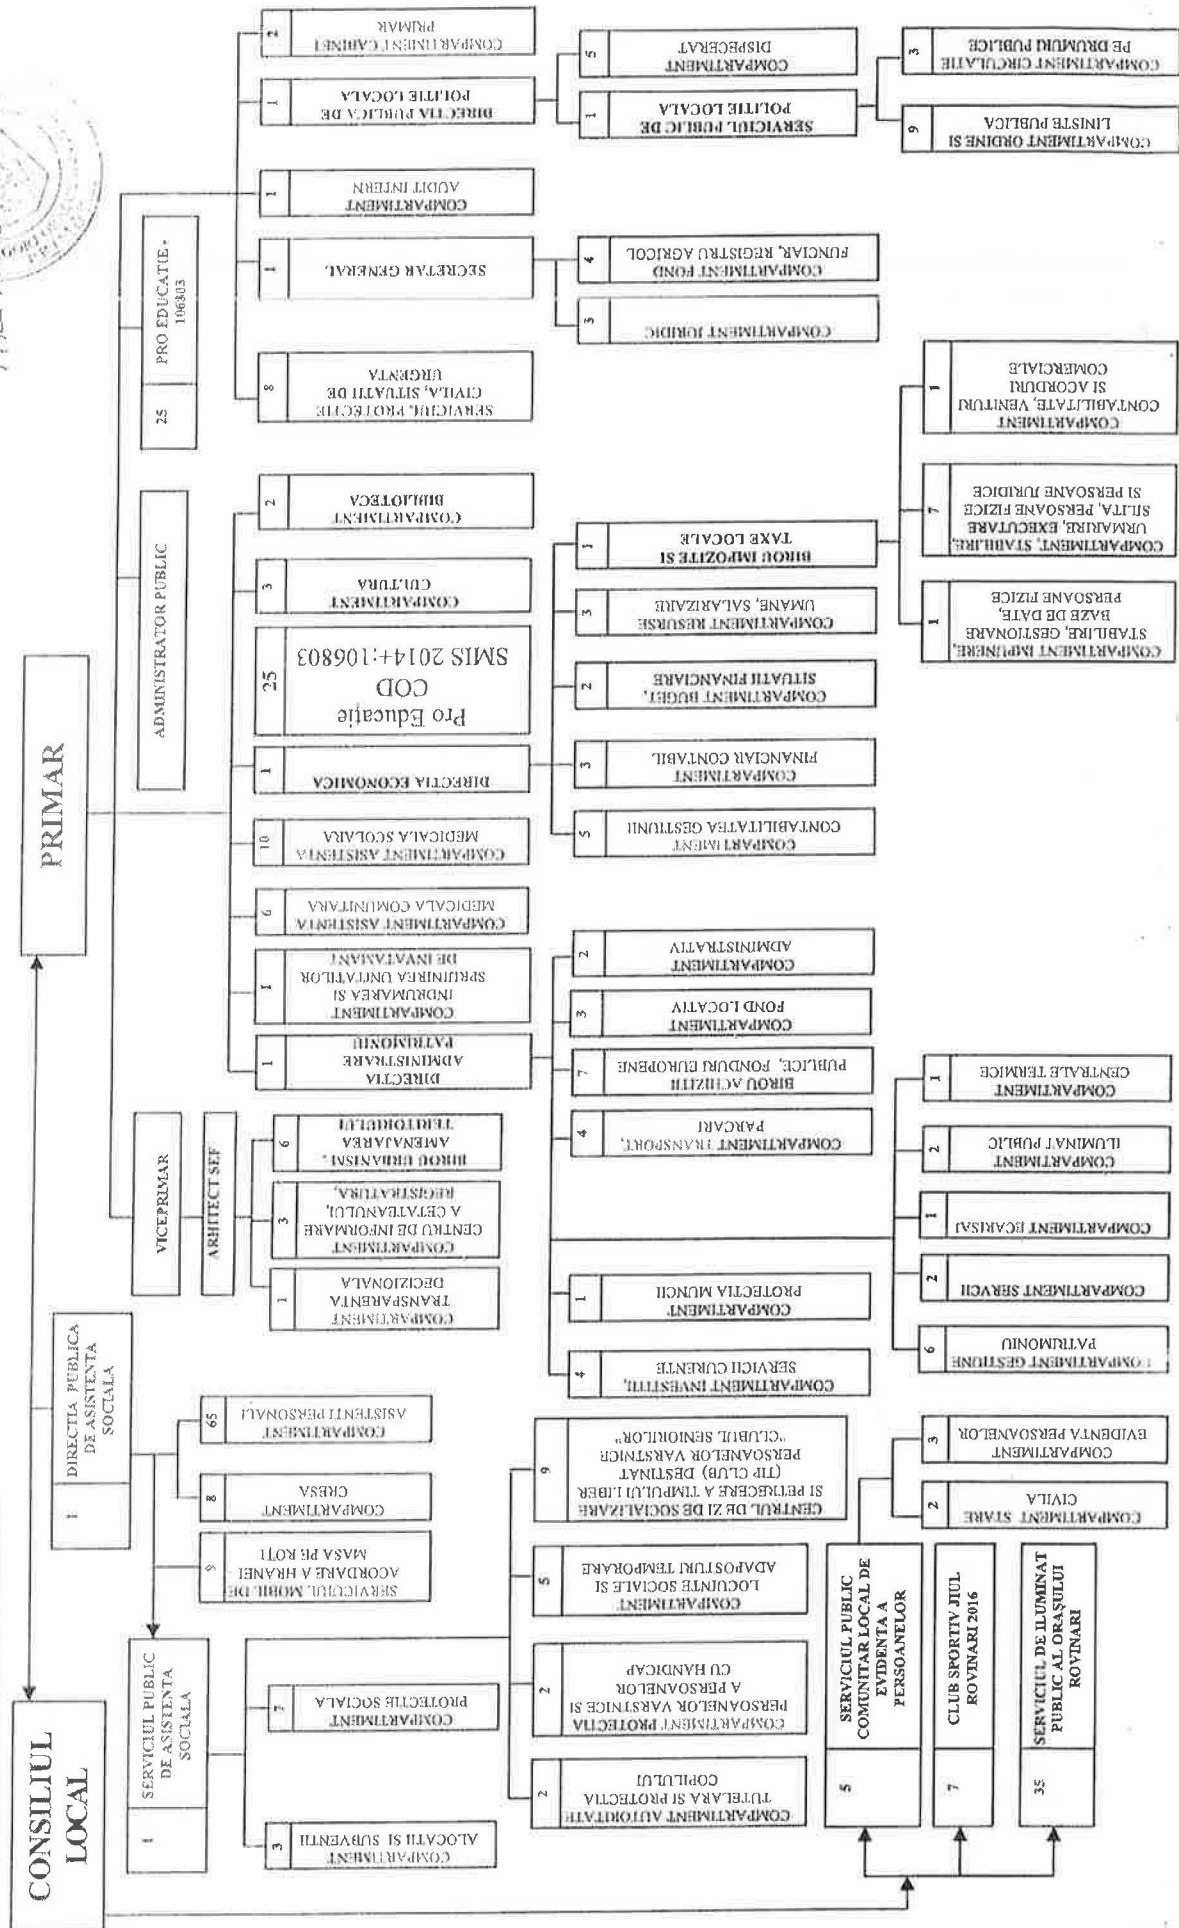 CONSILIUL
LOCAL
PRIMAR
1
DIRECTIA PUBLICA
DE ASISTENTA
SOCIALA
1
SERVICIUL PUBLIC
DE ASISTENTA
SOCIALA
9
SERVICIUL MOBIL DE
ACORDARE A HRANEI
MASA PE ROȚI
8
COMPARTIMENT
CRESA
65
COMPARTIMENT
ASISTENTI PERSONALI
3
COMPARTIMENT
ALOCATII SI SUBVENTII
7
COMPARTIMENT
PROTECTIE SOCIALA
2
COMPARTIMENT AUTORITATE
TUTELARA SI PROTECTIA
COPILULUI
2
COMPARTIMENT PROTECTIA
PERSOANELOR VARSTNICE SI
A PERSOANELOR
CU HANDICAP
5
COMPARTIMENT
LOCUINTE SOCIALE SI
ADAPOSTURI TEMPORARE
9
CENTRUL DE ZI DE SOCIALIZARE
SI PETRECERE A TIMPULUI LIBER
(TIP CLUB) DESTINAT
PERSOANELOR VARSTNICE
"CLUBUL SENIORILOR"
5
SERVICIUL PUBLIC
COMUNITAR LOCAL DE
EVIDENTA A
PERSOANELOR
7
CLUB SPORTIV JIUL
ROVINARI 2016
35
SERVICIUL DE ILUMINAT
PUBLIC AL ORAȘULUI
ROVINARI
2
COMPARTIMENT STARE
CIVILA
3
COMPARTIMENT
EVIDENTA PERSOANELOR
VICEPRIMAR
ARHITECT SEF
1
COMPARTIMENT
TRANSPARENTA
DECIZIONALA
3
COMPARTIMENT
CENTRU DE INFORMARE
A CETATEANULUI,
REGISTRATURA,
6
BIROU URBANISM,
AMENAJAREA
TERITORIULUI
ADMINISTRATOR PUBLIC
25
PRO EDUCATIE -
106803
1
DIRECTIA
ADMINISTRARE
PATRIMONIU
1
COMPARTIMENT
INDRUMAREA SI
SPRIJINIREA UNITATILOR
DE INVATAMANT
6
COMPARTIMENT ASISTENTA
MEDICALA COMUNITARA
10
COMPARTIMENT ASISTENTA
MEDICALA SCOLARA
1
DIRECTIA ECONOMICA
25
Pro Educație
COD
SMIS 2014+:106803
3
COMPARTIMENT
CULTURA
2
COMPARTIMENT
BIBLIOTECA
4
COMPARTIMENT INVESTITII,
SERVICII CURENTE
1
COMPARTIMENT
PROTECTIA MUNCII
4
COMPARTIMENT TRANSPORT,
PARCARI
7
BIROU ACHIZITII
PUBLICE, FONDURI EUROPENE
3
COMPARTIMENT
FOND LOCATIV
2
COMPARTIMENT
ADMINISTRATIV
6
COMPARTIMENT GESTIUNE
PATRIMONIU
2
COMPARTIMENT SERVCII
1
COMPARTIMENT ECARISAJ
2
COMPARTIMENT
ILUMINAT PUBLIC
1
COMPARTIMENT
CENTRALE TERMICE
5
COMPARTIMENT
CONTABILITATEA GESTIUNII
3
COMPARTIMENT
FINANCIAR CONTABIL
2
COMPARTIMENT BUGET,
SITUATII FINANCIARE
3
COMPARTIMENT RESURSE
UMANE, SALARIZARE
1
BIROU IMPOZITE SI
TAXE LOCALE
1
COMPARTIMENT IMPUNERE,
STABILIRE, GESTIONARE
BAZE DE DATE,
PERSOANE FIZICE
7
COMPARTIMENT, STABILIRE,
URMARIRE, EXECUTARE
SILITA, PERSOANE FIZICE
SI PERSOANE JURIDICE
1
COMPARTIMENT
CONTABILITATE, VENITURI
SI ACORDURI
COMERCIALE
8
SERVICIUL PROTECTIE
CIVILA, SITUATII DE
URGENTA
1
SECRETAR GENERAL
1
COMPARTIMENT
AUDIT INTERN
1
DIRECTIA PUBLICA DE
POLITIE LOCALA
2
COMPARTIMENT CABINET
PRIMAR
3
COMPARTIMENT JURIDIC
4
COMPARTIMENT FOND
FUNCIAR, REGISTRU AGRICOL
1
SERVICIUL PUBLIC DE
POLITIE LOCALA
5
COMPARTIMENT
DISPECERAT
9
COMPARTIMENT ORDINE SI
LINISTE PUBLICA
3
COMPARTIMENT CIRCULATIE
PE DRUMURI PUBLICE